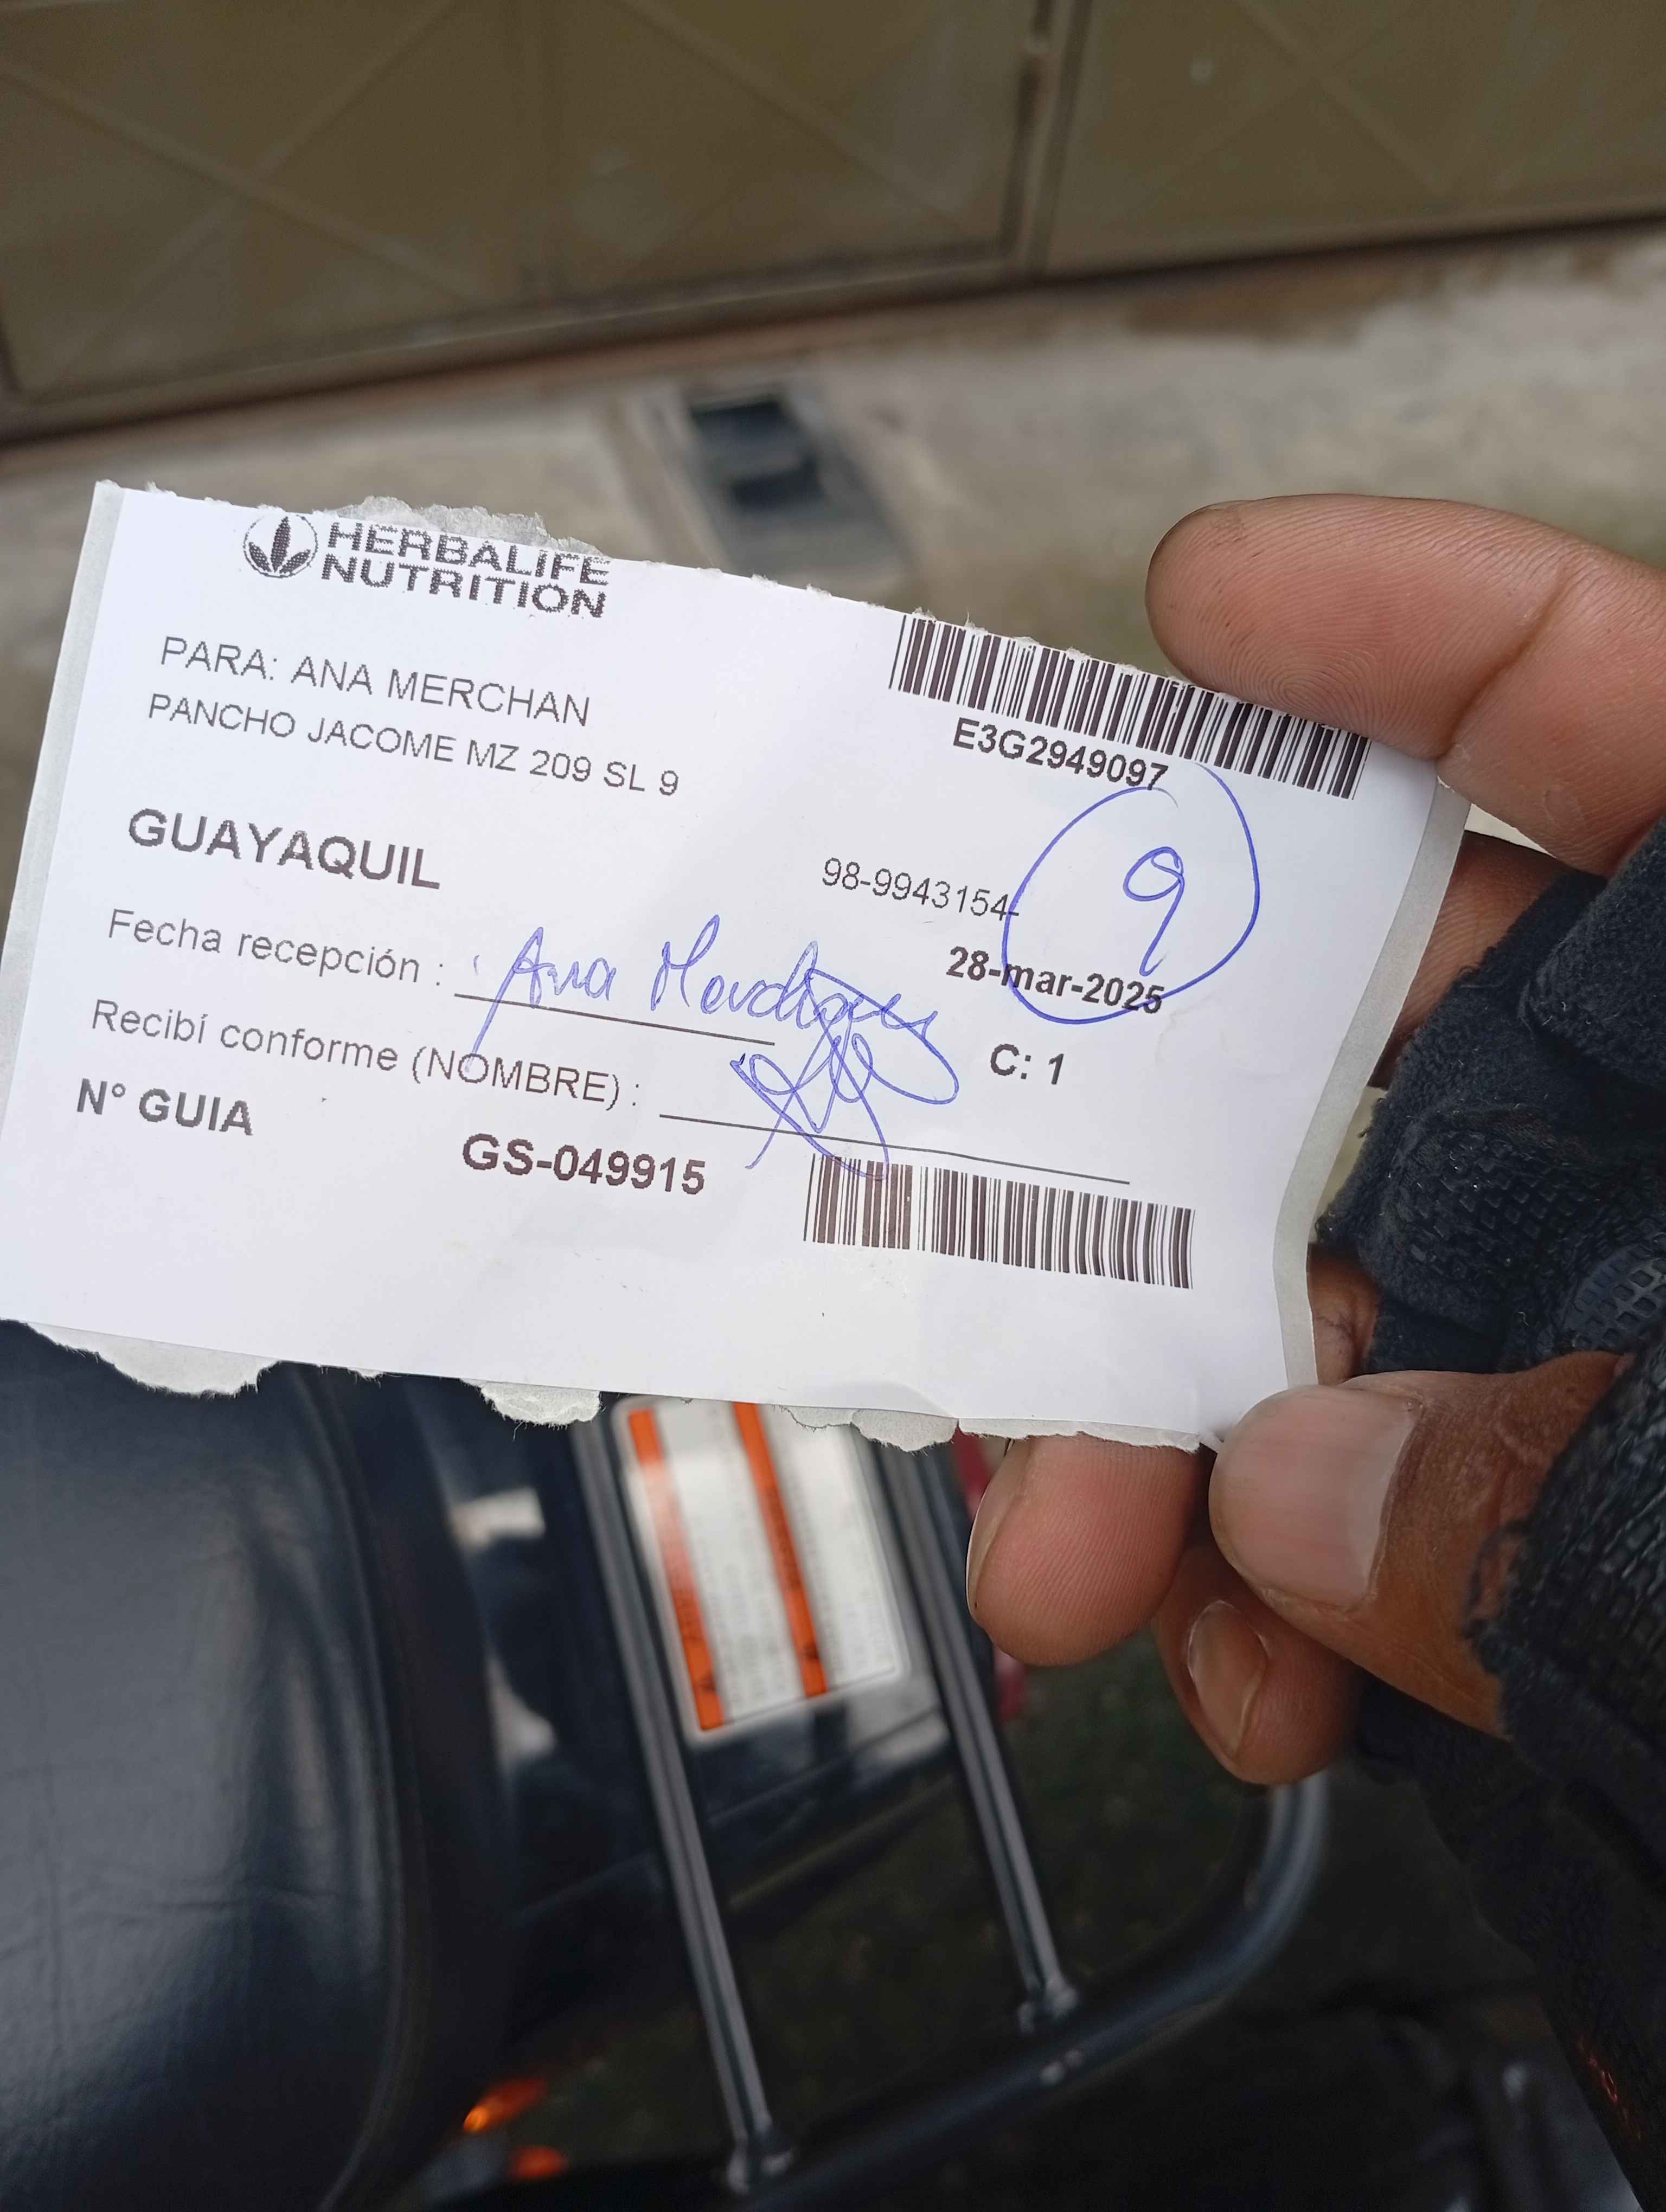 HERBALIFE
NUTRITION
PARA: ANA MERCHAN
PANCHO JACOME MZ 209 SL 9
E3G2949097
GUAYAQUIL
98-9943154-
9
Fecha recepción : Ana
28-mar-2025
Recibí conforme (NOMBRE) :
C: 1
N° GUIA
GS-049915